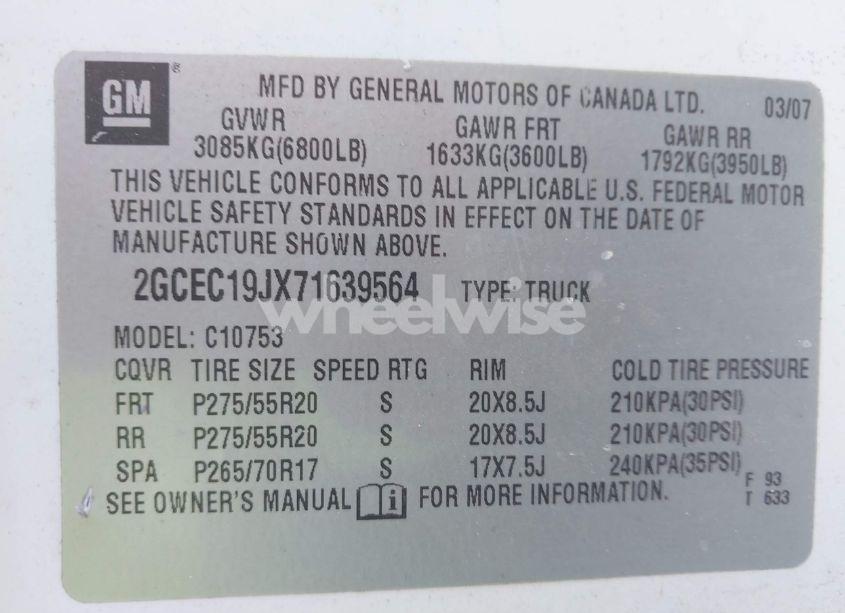 GM ®
MFD BY GENERAL MOTORS OF CANADA LTD. 03/07
GVWR GAWR FRT GAWR RR
3085KG(6800LB) 1633KG(3600LB) 1792KG(3950LB)
THIS VEHICLE CONFORMS TO ALL APPLICABLE U.S. FEDERAL MOTOR
VEHICLE SAFETY STANDARDS IN EFFECT ON THE DATE OF
MANUFACTURE SHOWN ABOVE.
2GCEC19JX71639564 TYPE: TRUCK
wheelwise
MODEL: C10753
CQVR TIRE SIZE SPEED RTG RIM COLD TIRE PRESSURE
FRT P275/55R20 S 20X8.5J 210KPA(30PSI)
RR P275/55R20 S 20X8.5J 210KPA(30PSI)
SPA P265/70R17 S 17X7.5J 240KPA(35PSI)
F 93
SEE OWNER'S MANUAL i FOR MORE INFORMATION. T 633